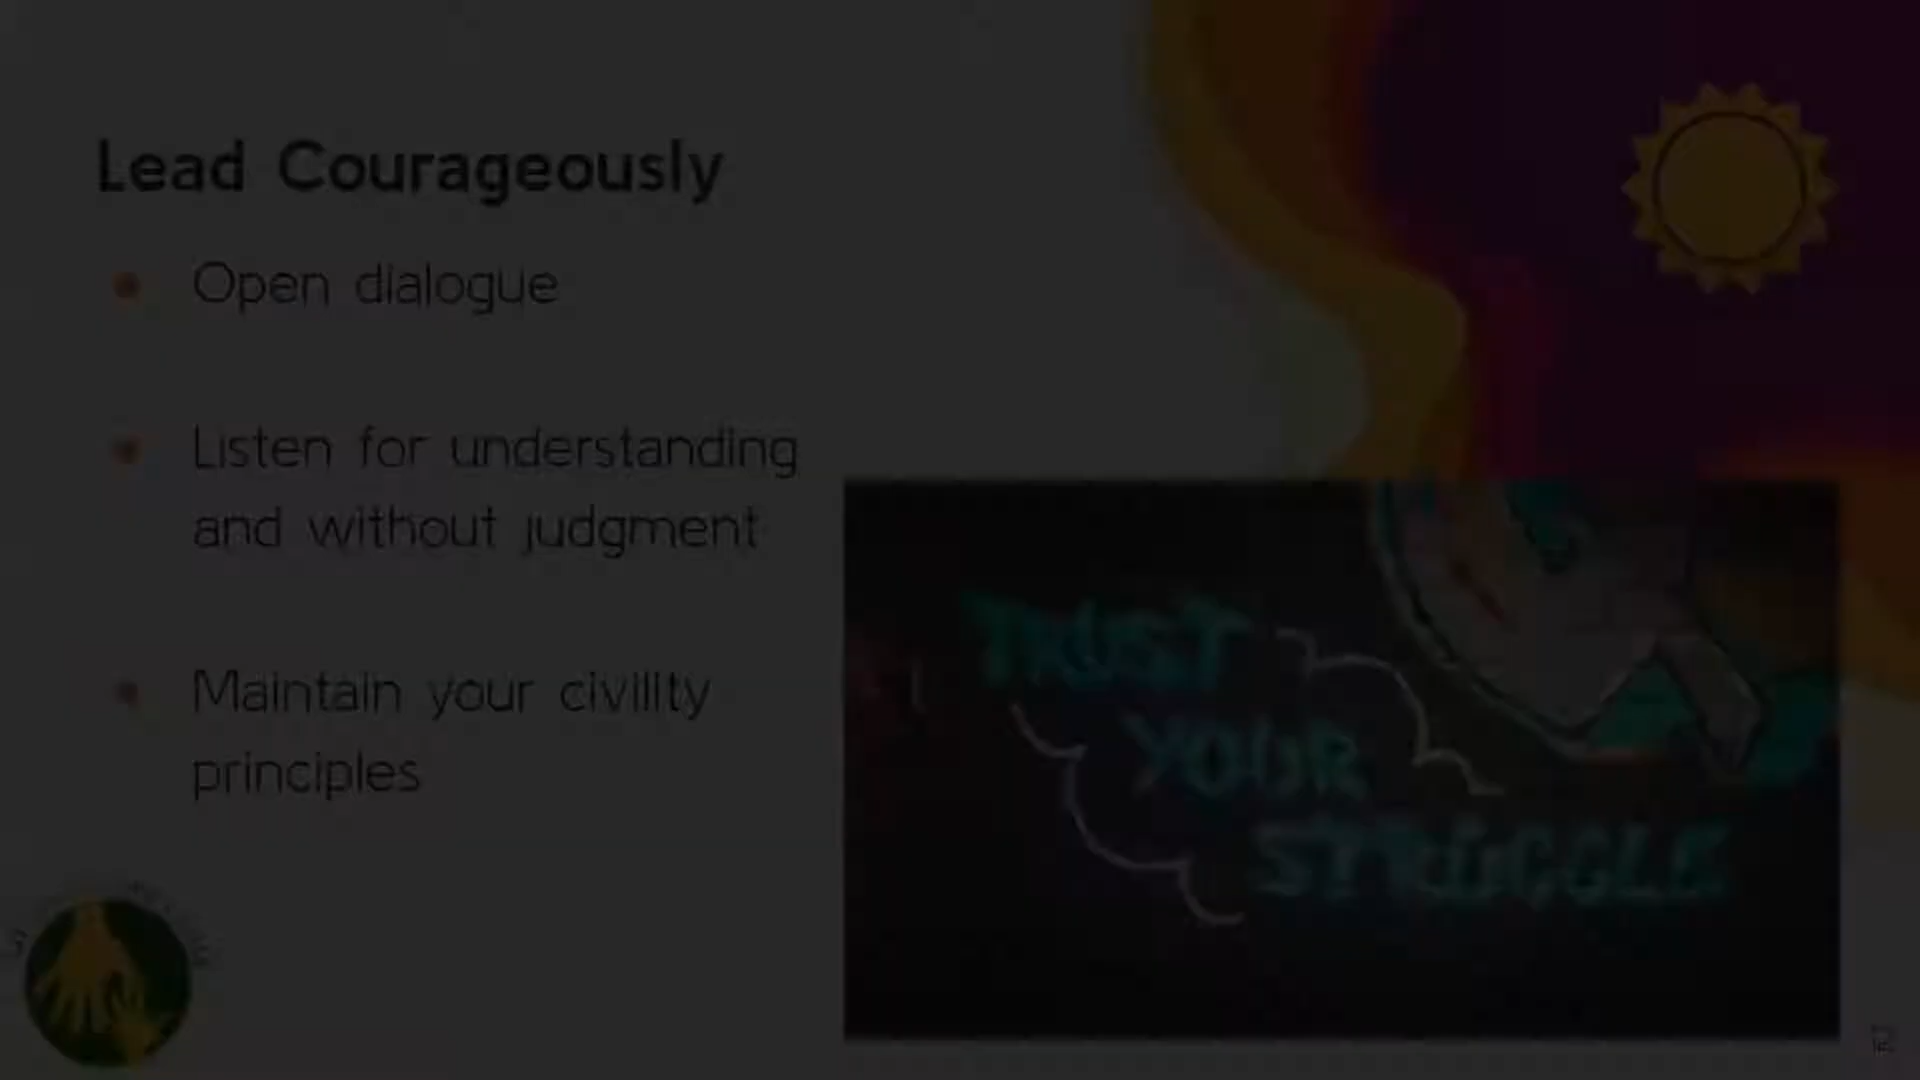 Lead Courageously
Open dialogue
Listen for understanding
and without judgment
Maintain your civility
principles
TRUST
YOUR
STRUGGLE